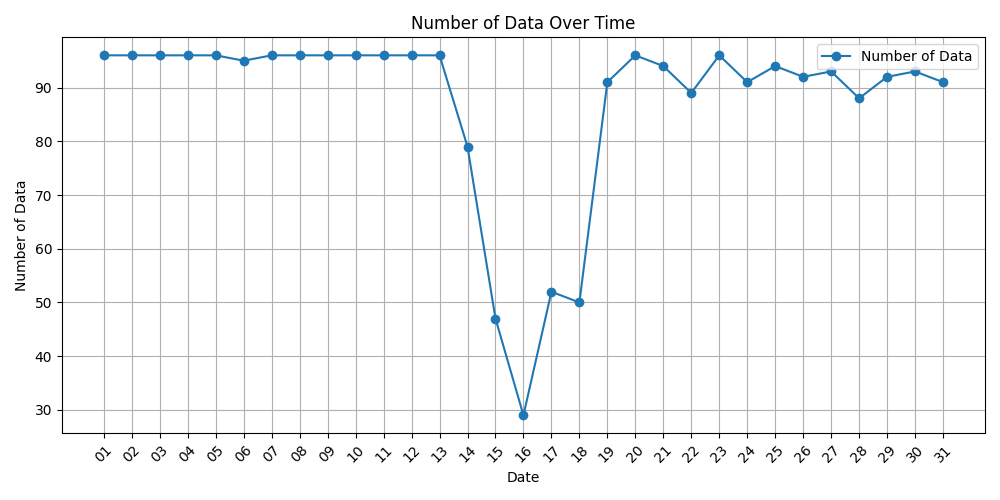 Number of Data Over Time
Number of Data
Number of Data
90
80
70
60
50
40
30
01 02 03 04 05 06 07 08 09 10 11 12 13 14 15 16 17 18 19 20 21 22 23 24 25 26 27 28 29 30 31
Date